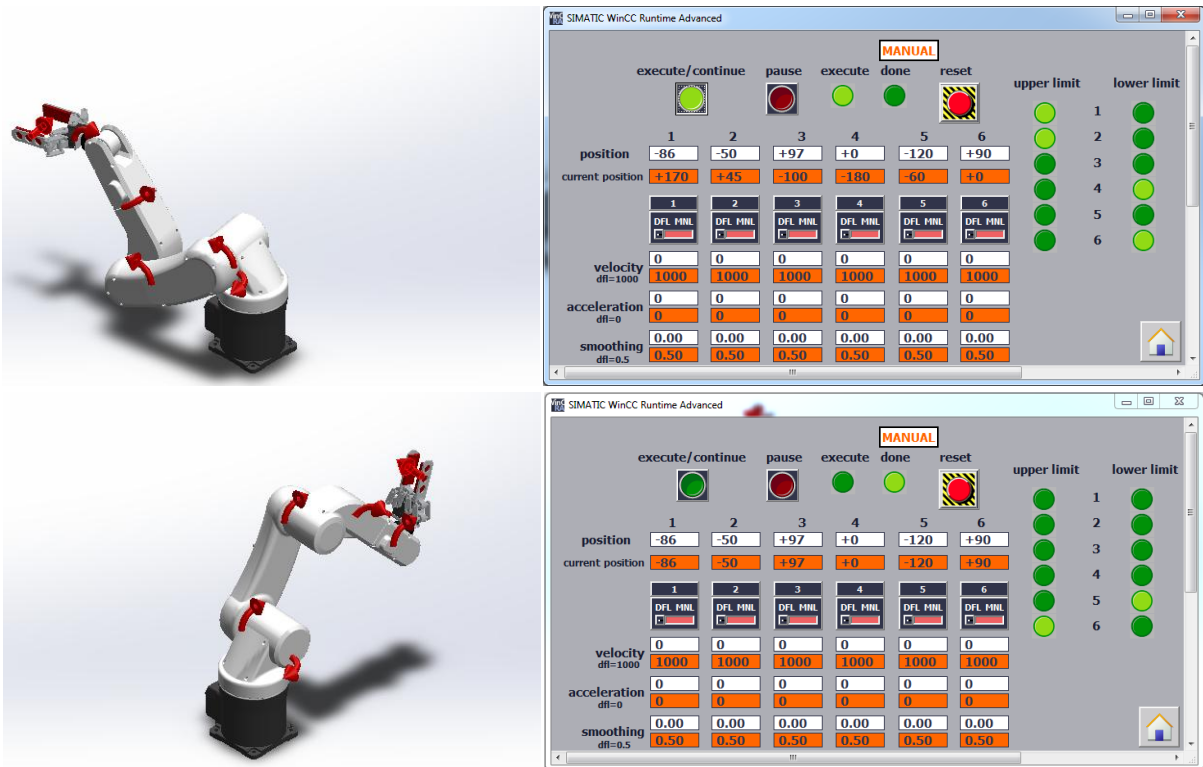 SIMATIC WinCC Runtime Advanced
MANUAL
execute/continue pause execute done reset
upper limit lower limit
1
2
3
4
5
6
1 2 3 4 5 6
position -86 -50 +97 +0 -120 +90
current position +170 +45 -100 -180 -60 +0
1 2 3 4 5 6
DFL MNL DFL MNL DFL MNL DFL MNL DFL MNL DFL MNL
velocity 0 0 0 0 0 0
dfl=1000 1000 1000 1000 1000 1000 1000
acceleration 0 0 0 0 0 0
dfl=0 0 0 0 0 0 0
smoothing 0.00 0.00 0.00 0.00 0.00 0.00
dfl=0.5 0.50 0.50 0.50 0.50 0.50 0.50
SIMATIC WinCC Runtime Advanced
MANUAL
execute/continue pause execute done reset
upper limit lower limit
1
2
3
4
5
6
1 2 3 4 5 6
position -86 -50 +97 +0 -120 +90
current position -86 -50 +97 +0 -120 +90
1 2 3 4 5 6
DFL MNL DFL MNL DFL MNL DFL MNL DFL MNL DFL MNL
velocity 0 0 0 0 0 0
dfl=1000 1000 1000 1000 1000 1000 1000
acceleration 0 0 0 0 0 0
dfl=0 0 0 0 0 0 0
smoothing 0.00 0.00 0.00 0.00 0.00 0.00
dfl=0.5 0.50 0.50 0.50 0.50 0.50 0.50